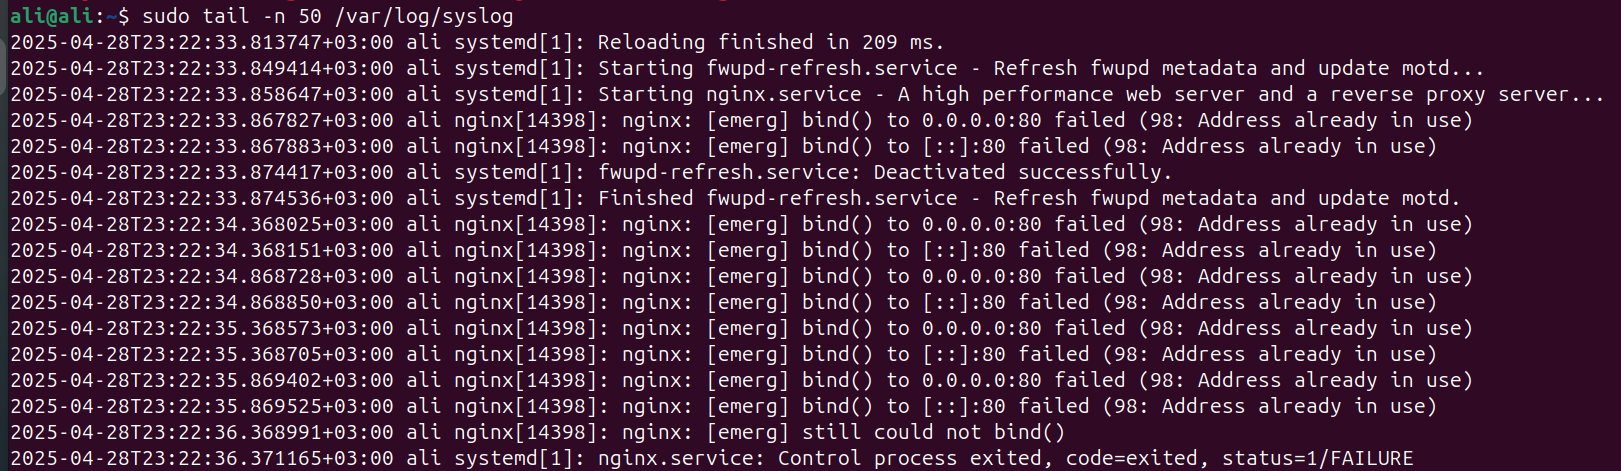 ali@ali:~$ sudo tail -n 50 /var/log/syslog
2025-04-28T23:22:33.813747+03:00 ali systemd[1]: Reloading finished in 209 ms.
2025-04-28T23:22:33.849414+03:00 ali systemd[1]: Starting fwupd-refresh.service - Refresh fwupd metadata and update motd...
2025-04-28T23:22:33.858647+03:00 ali systemd[1]: Starting nginx.service - A high performance web server and a reverse proxy server...
2025-04-28T23:22:33.867827+03:00 ali nginx[14398]: nginx: [emerg] bind() to 0.0.0.0:80 failed (98: Address already in use)
2025-04-28T23:22:33.867883+03:00 ali nginx[14398]: nginx: [emerg] bind() to [::]:80 failed (98: Address already in use)
2025-04-28T23:22:33.874417+03:00 ali systemd[1]: fwupd-refresh.service: Deactivated successfully.
2025-04-28T23:22:33.874536+03:00 ali systemd[1]: Finished fwupd-refresh.service - Refresh fwupd metadata and update motd.
2025-04-28T23:22:34.368025+03:00 ali nginx[14398]: nginx: [emerg] bind() to 0.0.0.0:80 failed (98: Address already in use)
2025-04-28T23:22:34.368151+03:00 ali nginx[14398]: nginx: [emerg] bind() to [::]:80 failed (98: Address already in use)
2025-04-28T23:22:34.868728+03:00 ali nginx[14398]: nginx: [emerg] bind() to 0.0.0.0:80 failed (98: Address already in use)
2025-04-28T23:22:34.868850+03:00 ali nginx[14398]: nginx: [emerg] bind() to [::]:80 failed (98: Address already in use)
2025-04-28T23:22:35.368573+03:00 ali nginx[14398]: nginx: [emerg] bind() to 0.0.0.0:80 failed (98: Address already in use)
2025-04-28T23:22:35.368705+03:00 ali nginx[14398]: nginx: [emerg] bind() to [::]:80 failed (98: Address already in use)
2025-04-28T23:22:35.869402+03:00 ali nginx[14398]: nginx: [emerg] bind() to 0.0.0.0:80 failed (98: Address already in use)
2025-04-28T23:22:35.869525+03:00 ali nginx[14398]: nginx: [emerg] bind() to [::]:80 failed (98: Address already in use)
2025-04-28T23:22:36.368991+03:00 ali nginx[14398]: nginx: [emerg] still could not bind()
2025-04-28T23:22:36.371165+03:00 ali systemd[1]: nginx.service: Control process exited, code=exited, status=1/FAILURE